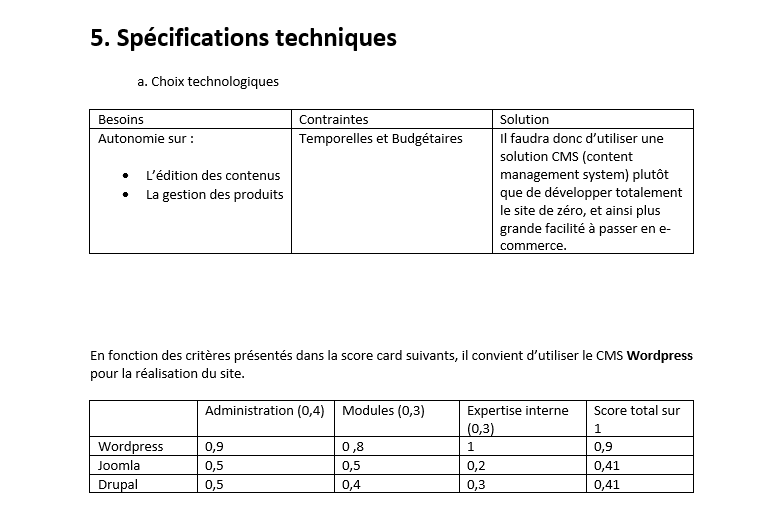 5. Spécifications techniques
a. Choix technologiques
Besoins Contraintes Solution
Autonomie sur :
• L’édition des contenus
• La gestion des produits
Temporelles et Budgétaires
Il faudra donc d’utiliser une
solution CMS (content
management system) plutôt
que de développer totalement
le site de zéro, et ainsi plus
grande facilité à passer en e-
commerce.
En fonction des critères présentés dans la score card suivants, il convient d’utiliser le CMS Wordpress
pour la réalisation du site.
Administration (0,4) Modules (0,3) Expertise interne (0,3) Score total sur 1
Wordpress 0,9 0 ,8 1 0,9
Joomla 0,5 0,5 0,2 0,41
Drupal 0,5 0,4 0,3 0,41